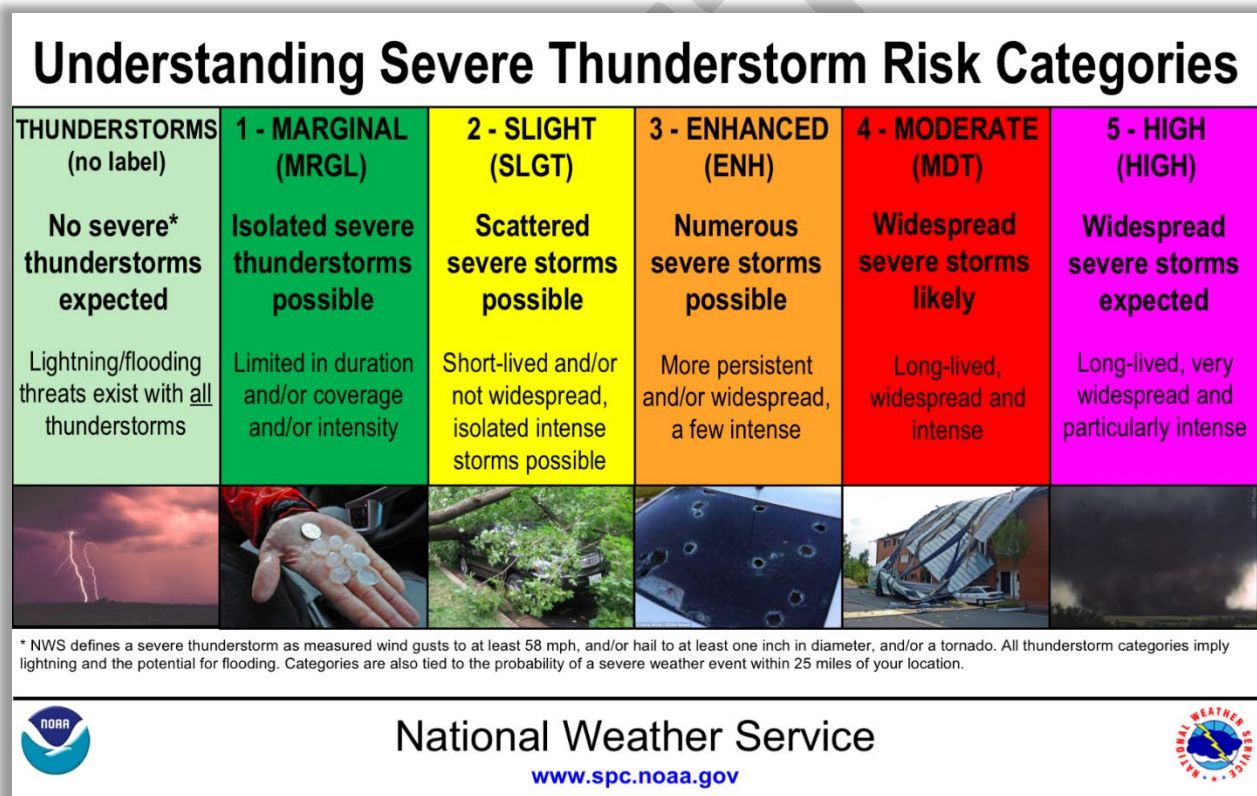 Understanding Severe Thunderstorm Risk Categories
THUNDERSTORMS
(no label)
No severe*
thunderstorms
expected
Lightning/flooding
threats exist with all
thunderstorms
1 - MARGINAL
(MRGL)
Isolated severe
thunderstorms
possible
Limited in duration
and/or coverage
and/or intensity
2 - SLIGHT
(SLGT)
Scattered
severe storms
possible
Short-lived and/or
not widespread,
isolated intense
storms possible
3 - ENHANCED
(ENH)
Numerous
severe storms
possible
More persistent
and/or widespread,
a few intense
4 - MODERATE
(MDT)
Widespread
severe storms
likely
Long-lived,
widespread and
intense
5 - HIGH
(HIGH)
Widespread
severe storms
expected
Long-lived, very
widespread and
particularly intense
* NWS defines a severe thunderstorm as measured wind gusts to at least 58 mph, and/or hail to at least one inch in diameter, and/or a tornado. All thunderstorm categories imply
lightning and the potential for flooding. Categories are also tied to the probability of a severe weather event within 25 miles of your location.
NOAA
National Weather Service
www.spc.noaa.gov
NATIONAL WEATHER SERVICE